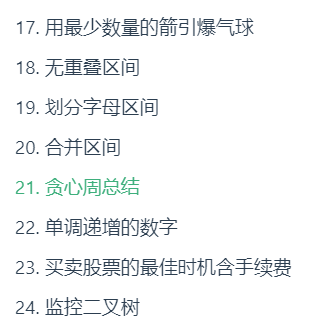 17. 用最少数量的箭引爆气球
18. 无重叠区间
19. 划分字母区间
20. 合并区间
21. 贪心周总结
22. 单调递增的数字
23. 买卖股票的最佳时机含手续费
24. 监控二叉树